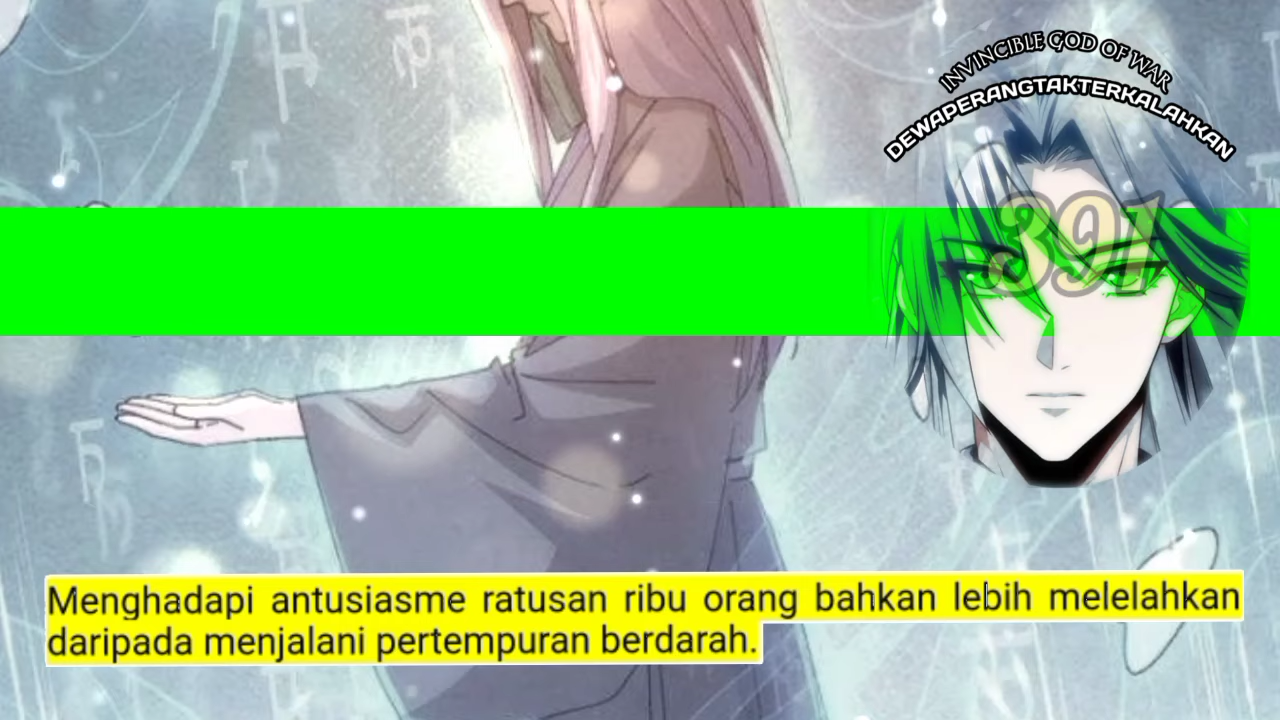 INVINCIBLE GOD OF WAR
DEWAPERANGTAKTERKALAHKAN
391
Menghadapi antusiasme ratusan ribu orang bahkan lebih melelahkan
daripada menjalani pertempuran berdarah.